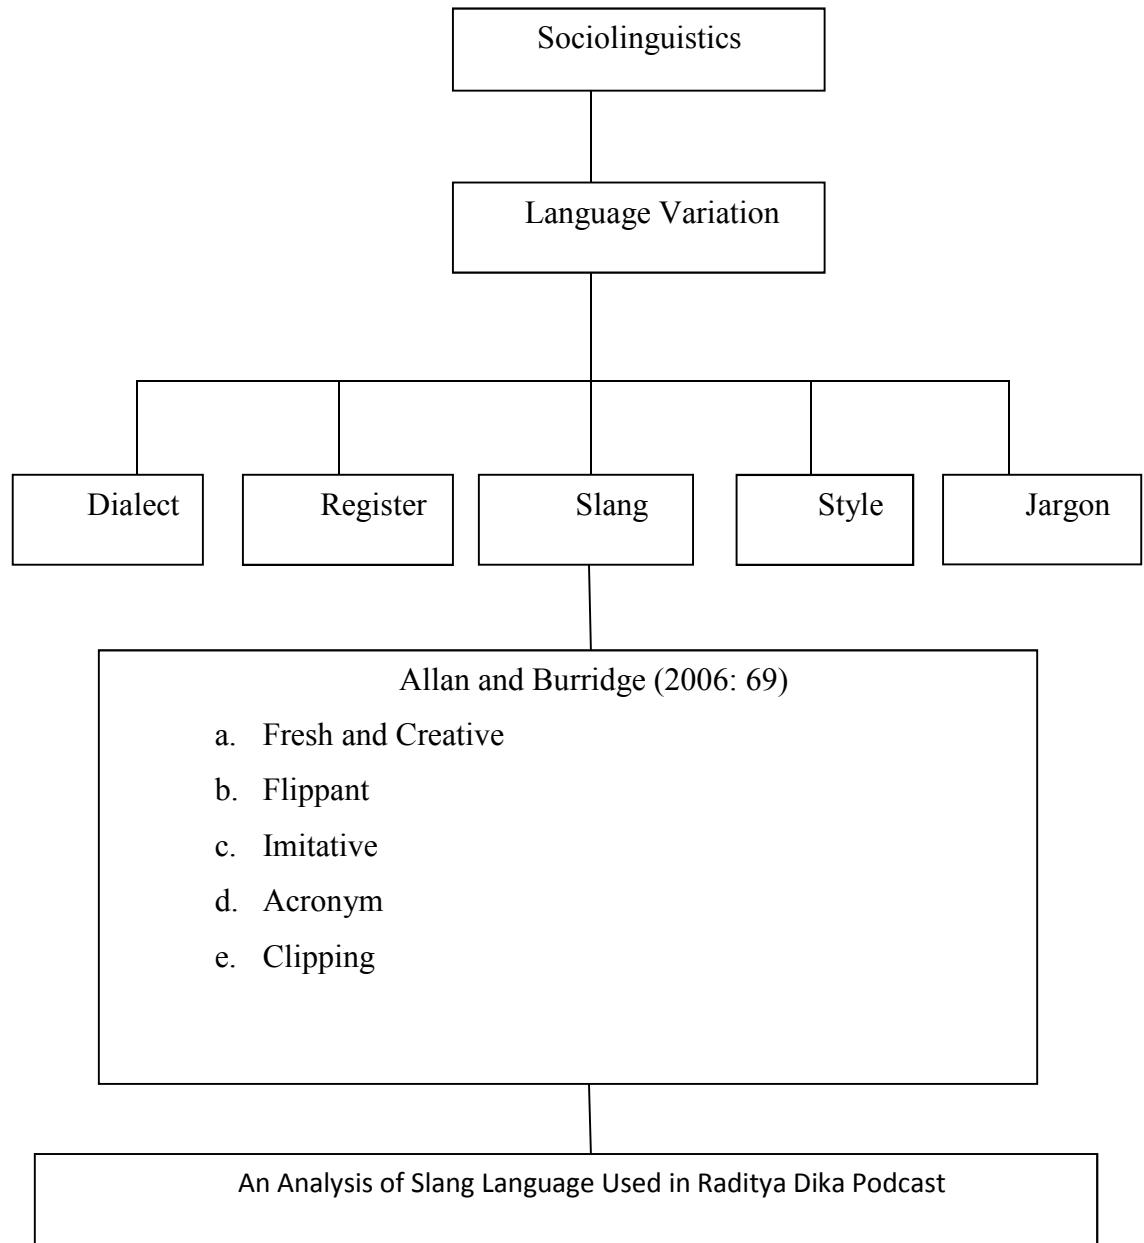 Sociolinguistics
Language Variation
Dialect
Register
Slang
Style
Jargon
Allan and Burridge (2006: 69)
a. Fresh and Creative
b. Flippant
c. Imitative
d. Acronym
e. Clipping
An Analysis of Slang Language Used in Raditya Dika Podcast